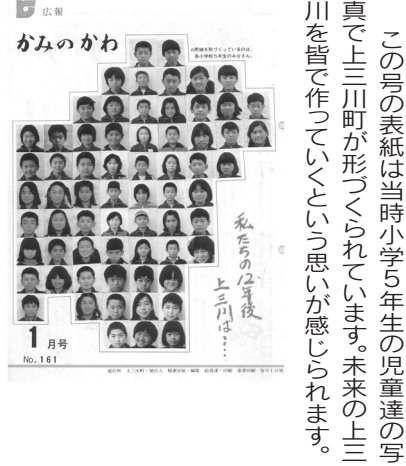 広報
かみのかわ
◎町域を形づくっているのは、
各小学校5年生のみなさん。
私たちの12年後
上三川は‥‥
1月号
No.161
この号の表紙は当時小学5年生の児童達の写
真で上三川町が形づくられています。未来の上三
川を皆で作っていくという思いが感じられます。